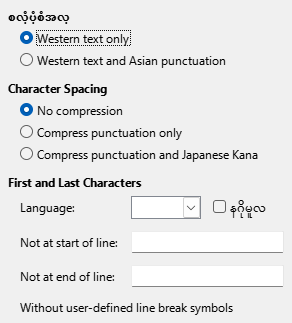 စလုံပိုံစံအလှ
Western text only
Western text and Asian punctuation
Character Spacing
No compression
Compress punctuation only
Compress punctuation and Japanese Kana
First and Last Characters
Language:
နဂိုမူလ
Not at start of line:
Not at end of line:
Without user-defined line break symbols